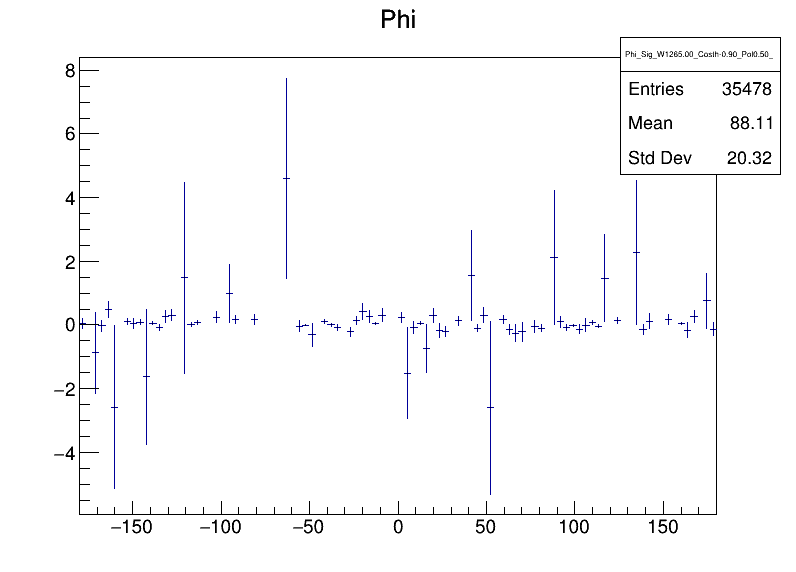 Phi
Phi_Sig_W1265.00_Costh-0.90_Pol0.50_
Entries 35478
Mean 88.11
Std Dev 20.32
8
6
4
2
0
−2
−4
−150 −100 −50 0 50 100 150